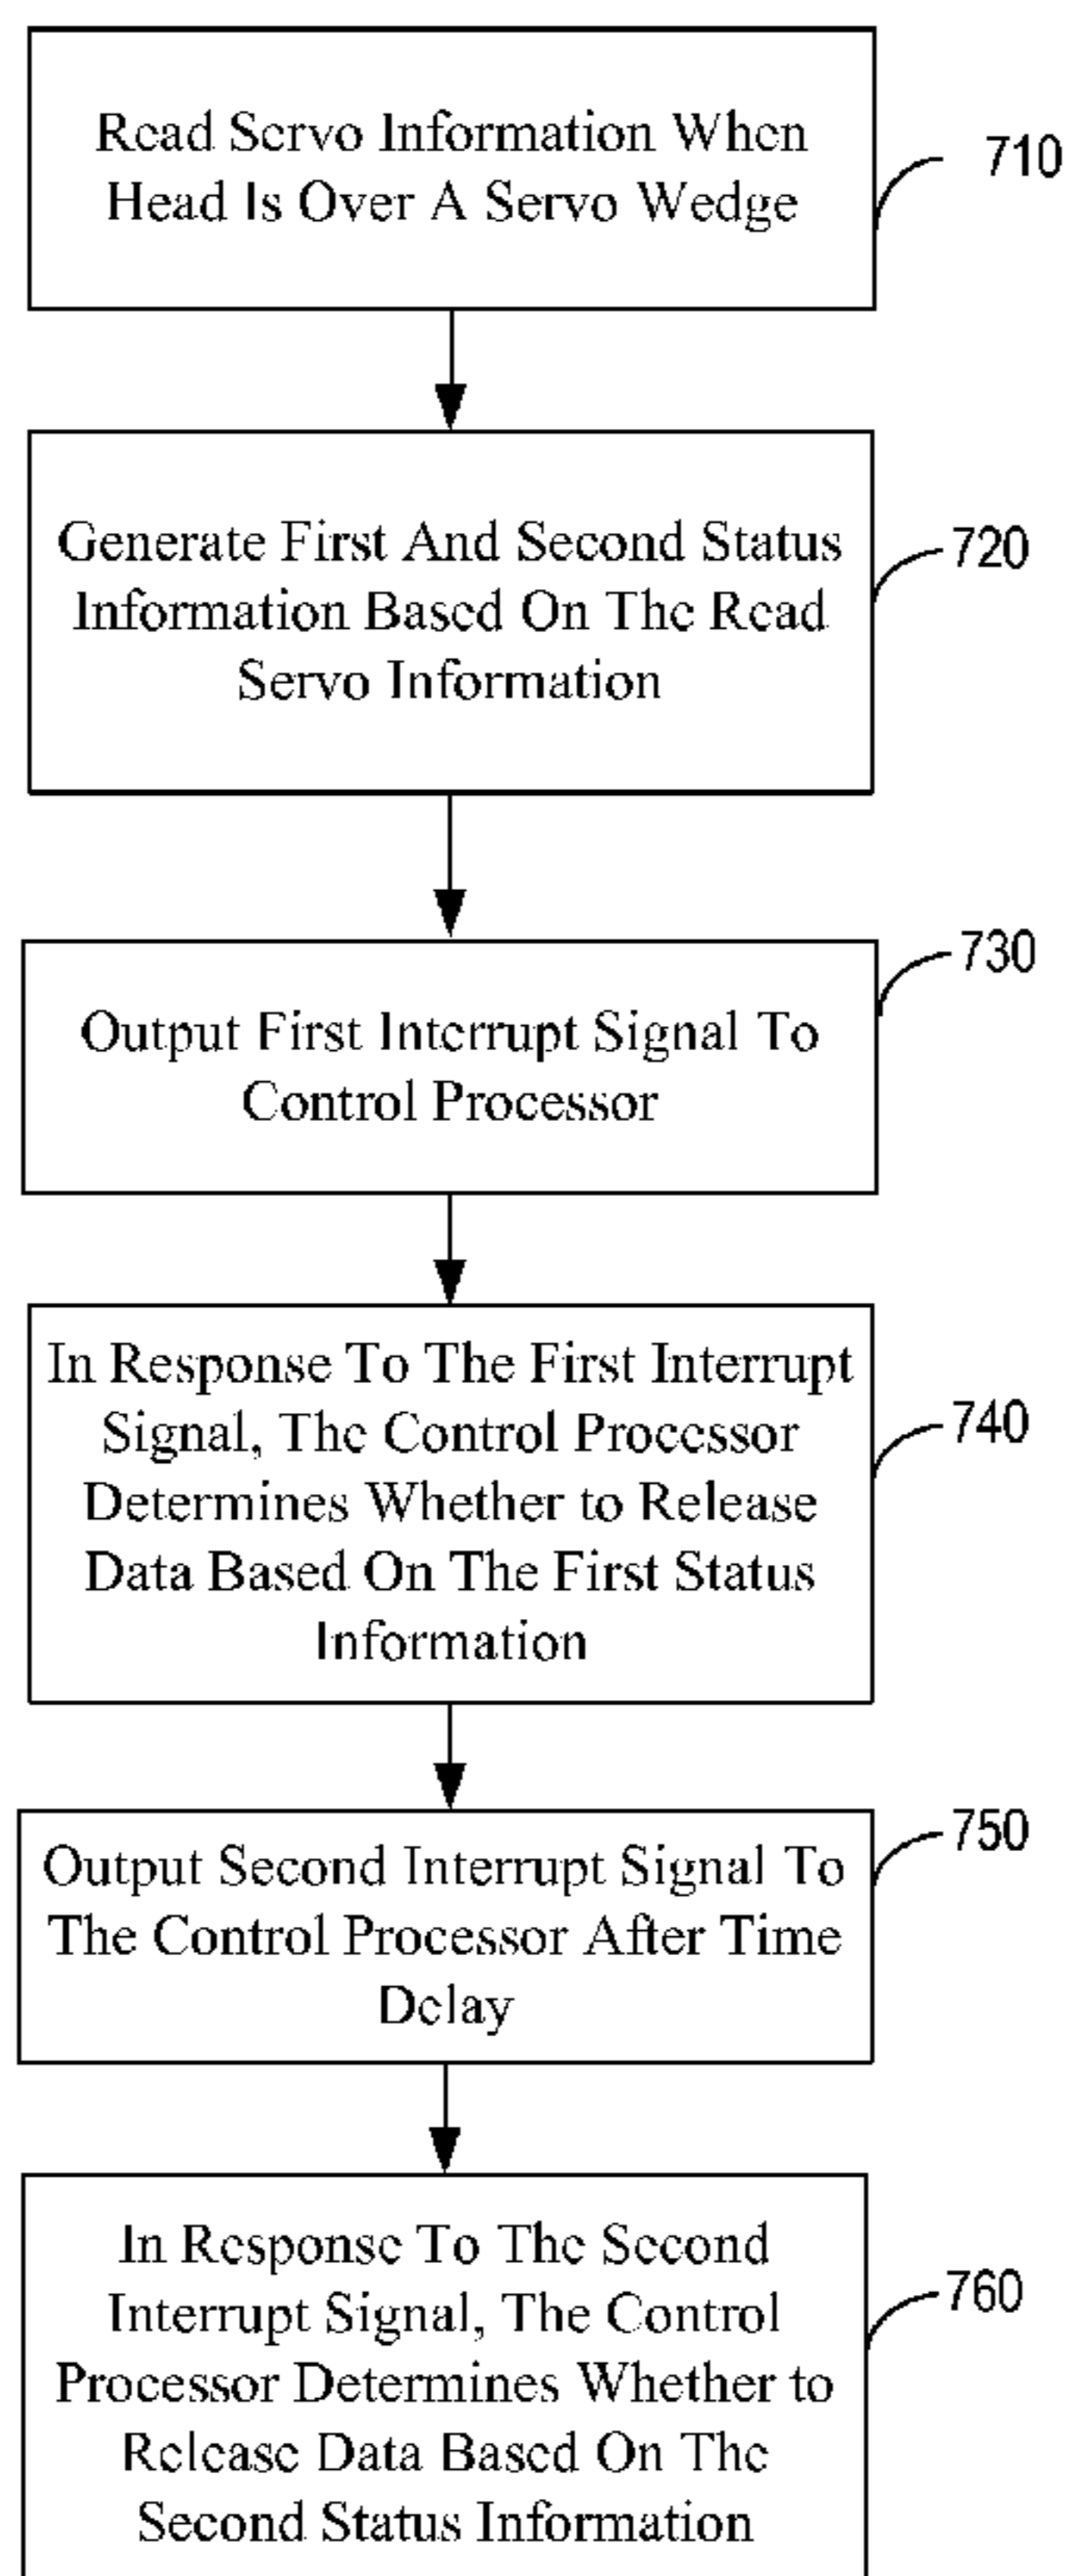 Read Servo Information When
Head Is Over A Servo Wedge
710
Generate First And Second Status
Information Based On The Read
Servo Information
720
Output First Interrupt Signal To
Control Processor
730
In Response To The First Interrupt
Signal, The Control Processor
Determines Whether to Release
Data Based On The First Status
Information
740
Output Second Interrupt Signal To
The Control Processor After Time
Delay
750
In Response To The Second
Interrupt Signal, The Control
Processor Determines Whether to
Release Data Based On The
Second Status Information
760